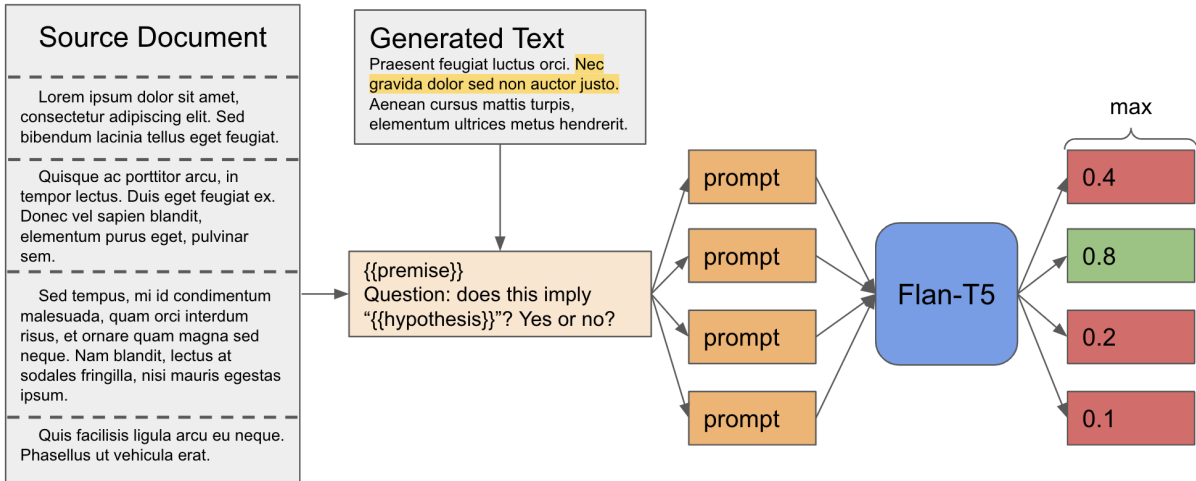 Source Document
Lorem ipsum dolor sit amet,
consectetur adipiscing elit. Sed
bibendum lacinia tellus eget feugiat.
Quisque ac porttitor arcu, in
tempor lectus. Duis eget feugiat ex.
Donec vel sapien blandit,
elementum purus eget, pulvinar
sem.
Sed tempus, mi id condimentum
malesuada, quam orci interdum
risus, et ornare quam magna sed
neque. Nam blandit, lectus at
sodales fringilla, nisi mauris egestas
ipsum.
Quis facilisis ligula arcu eu neque.
Phasellus ut vehicula erat.
Generated Text
Praesent feugiat luctus orci. Nec
gravida dolor sed non auctor justo.
Aenean cursus mattis turpis,
elementum ultrices metus hendrerit.
{{premise}}
Question: does this imply
“{{hypothesis}}”? Yes or no?
prompt
prompt
prompt
prompt
Flan-T5
max
0.4
0.8
0.2
0.1